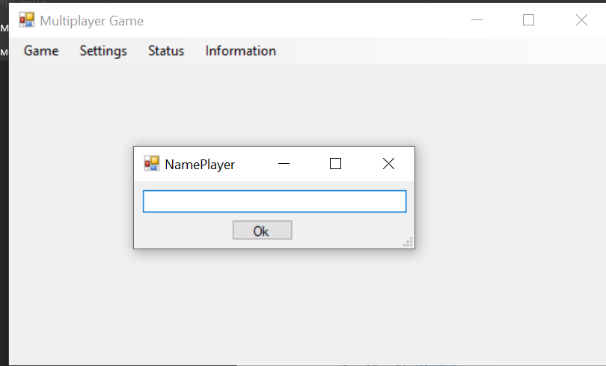 Multiplayer Game
Game Settings Status Information
NamePlayer
Ok